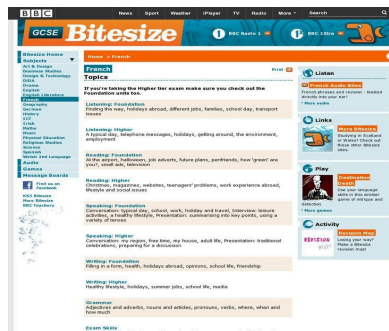 BBC News Sport Weather iPlayer TV Radio More Search
GCSE Bitesize
BBC Radio 1 BBC 1Xtra
Bitesize Home
Subjects
Art & Design
Business Studies
Design & Technology
DiDA
Drama
English
English Literature
French
Geography
German
History
ICT
Irish
Maths
Music
Physical Education
Religious Studies
Science
Spanish
Welsh 2nd Language
Audio
Games
Message Boards
Find us on
Facebook
KS3 Bitesize
More Bitesize
BBC Teachers
Home > French
French
Print
Topics
If you're taking the Higher tier exam make sure you check out the
Foundation units too.
Listening: Foundation
Finding the way, holidays abroad, different jobs, families, school day, transport
issues
Listening: Higher
A typical day, telephone messages, holidays, getting around, the environment,
employment
Reading: Foundation
At the airport, halloween, job adverts, future plans, penfriends, how 'green' are
you?, small ads, television
Reading: Higher
Christmas, magazines, websites, teenagers' problems, work experience abroad,
lifestyle and social issues
Speaking: Foundation
Conversation: typical day, school, work, holiday and travel, Interview: leisure
activities, a healthy lifestyle, Presentation: summarising into key points, using a
variety of tenses
Speaking: Higher
Conversation: my region, free time, my house, adult life, Presentation: traditional
celebrations, preparing for a discussion
Writing: Foundation
Filling in a form, health, holidays abroad, opinions, school life, friendship
Writing: Higher
Healthy lifestyle, holidays, summer jobs, school life, media
Grammar
Adjectives and adverbs, nouns and articles, pronouns, verbs, where, when and
how much
Exam Skills
Listen
French Audio Bites
French phrases and revision - loaded
directly into your ear!
More audio
Links
More Bitesize
Studying in Scotland
or Wales? Check out
these other Bitesize
sites.
Play
Destination
Death
Use your language
skills in this reindeer
game of intrigue and
detection
More games
Activity
REVISION
Revision Map
Losing your way?
Make a Bitesize
revision map!